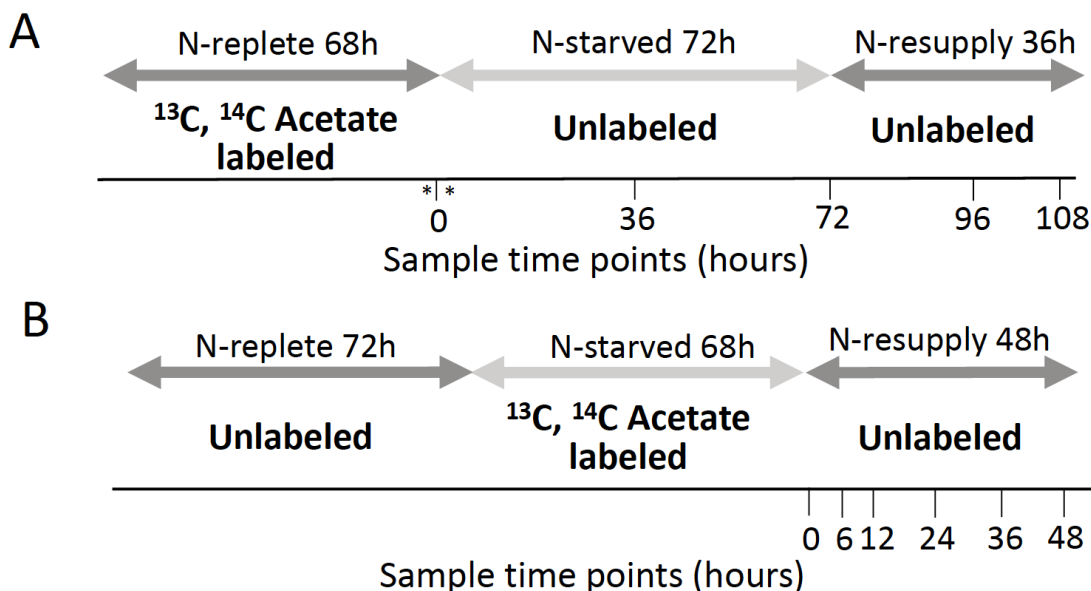 A
N-replete 68h N-starved 72h N-resupply 36h
¹³C, ¹⁴C Acetate labeled Unlabeled Unlabeled
* *
0 36 72 96 108
Sample time points (hours)
B
N-replete 72h N-starved 68h N-resupply 48h
Unlabeled ¹³C, ¹⁴C Acetate labeled Unlabeled
0 6 12 24 36 48
Sample time points (hours)